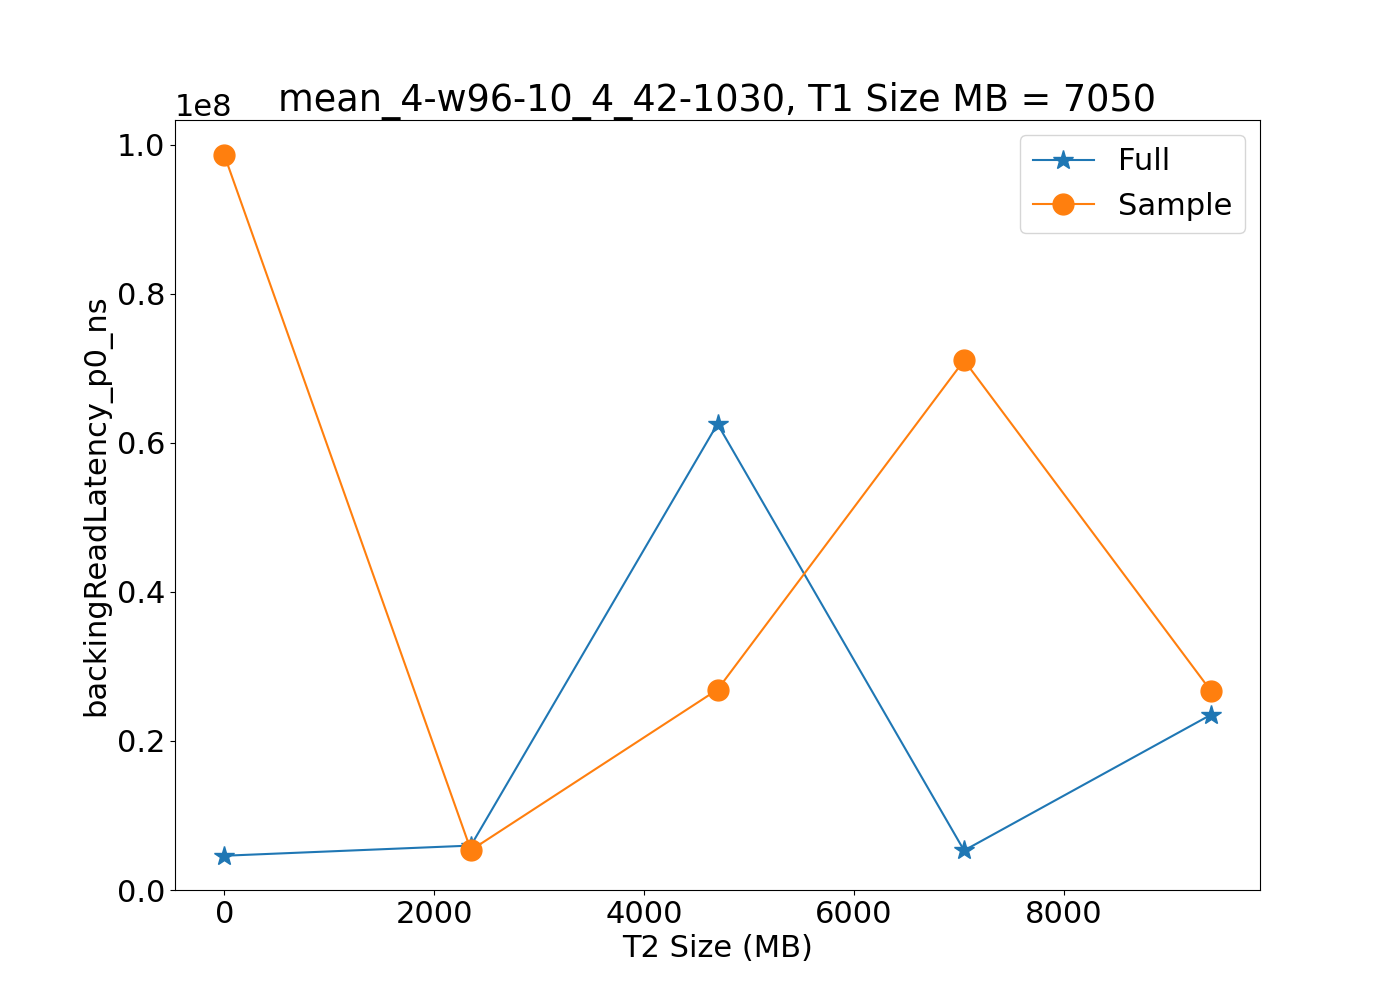 1e8
mean_4-w96-10_4_42-1030, T1 Size MB = 7050
Full
Sample
1.0
0.8
0.6
0.4
0.2
0.0
backingReadLatency_p0_ns
0 2000 4000 6000 8000
T2 Size (MB)